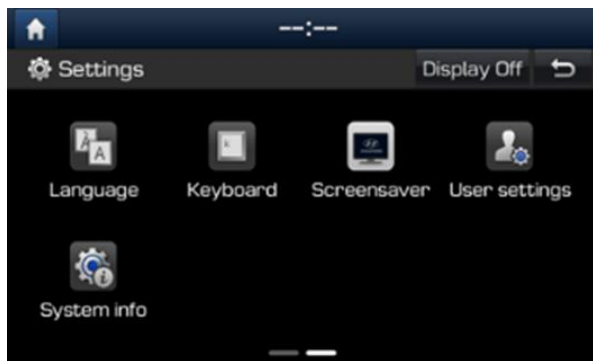 --:--
Settings Display Off
Language Keyboard Screensaver User settings
System info